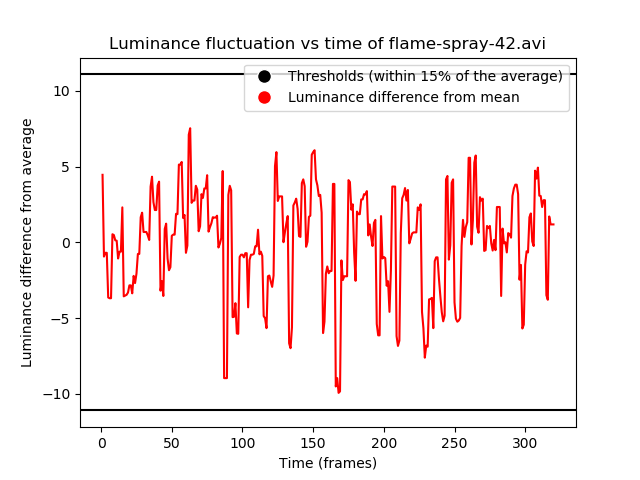 Luminance fluctuation vs time of flame-spray-42.avi
Thresholds (within 15% of the average)
Luminance difference from mean
Luminance difference from average
10
5
0
−5
−10
0 50 100 150 200 250 300
Time (frames)